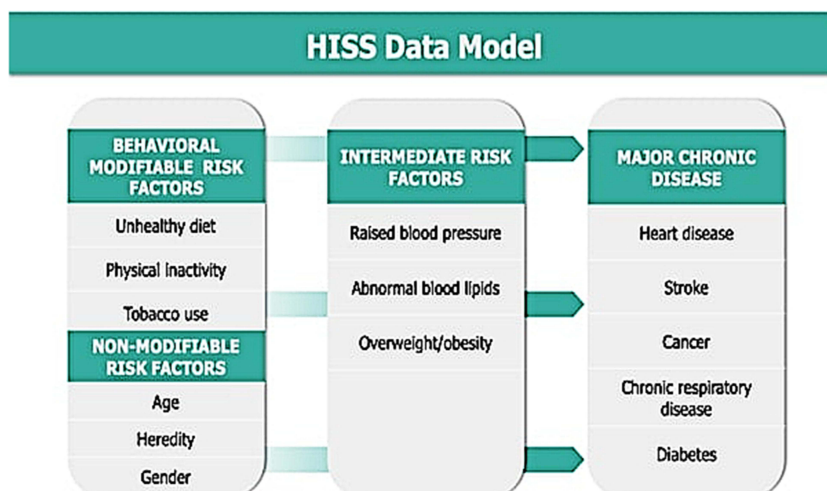 HISS Data Model
BEHAVIORAL
MODIFIABLE RISK
FACTORS
Unhealthy diet
Physical inactivity
Tobacco use
NON-MODIFIABLE
RISK FACTORS
Age
Heredity
Gender
INTERMEDIATE RISK
FACTORS
Raised blood pressure
Abnormal blood lipids
Overweight/obesity
MAJOR CHRONIC
DISEASE
Heart disease
Stroke
Cancer
Chronic respiratory
disease
Diabetes